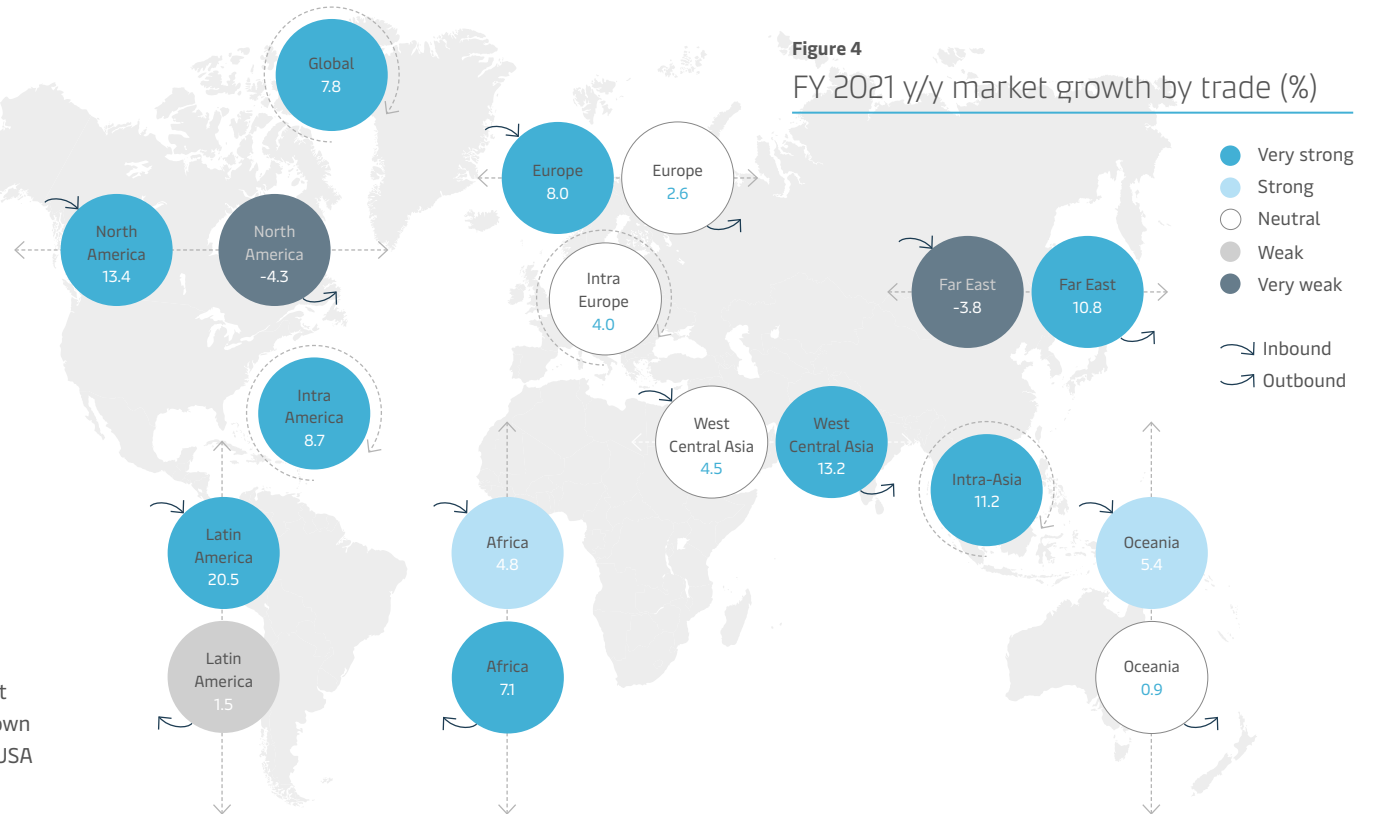 Figure 4
FY 2021 y/y market growth by trade (%)
Very strong
Strong
Neutral
Weak
Very weak
Inbound
Outbound
Global
7.8
Europe
8.0
Europe
2.6
North
America
13.4
North
America
-4.3
Intra
Europe
4.0
Far East
-3.8
Far East
10.8
Intra
America
8.7
West
Central Asia
4.5
West
Central Asia
13.2
Intra-Asia
11.2
Latin
America
20.5
Africa
4.8
Oceania
5.4
Latin
America
1.5
Africa
7.1
Oceania
0.9
t
own
USA